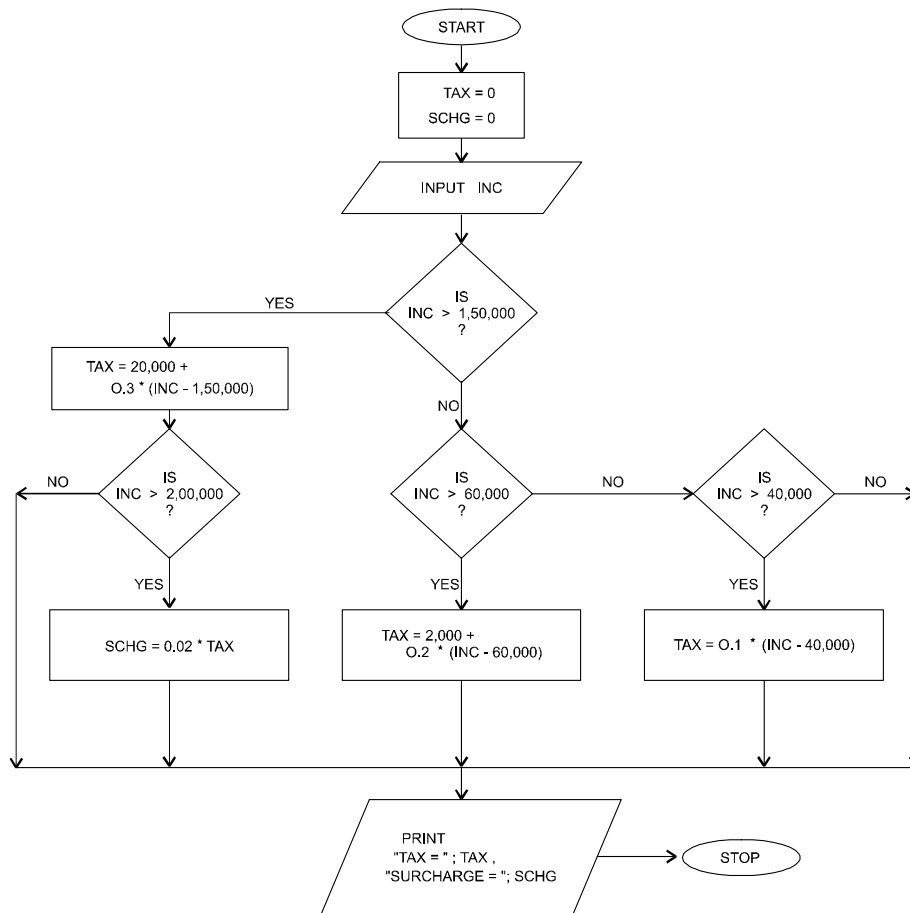 START
TAX = 0
SCHG = 0
INPUT INC
IS
INC > 1,50,000
?
YES
TAX = 20,000 +
O.3 * (INC - 1,50,000)
NO
IS
INC > 2,00,000
?
NO
IS
INC > 60,000
?
NO
IS
INC > 40,000
?
NO
YES
YES
YES
SCHG = 0.02 * TAX
TAX = 2,000 +
O.2 * (INC - 60,000)
TAX = O.1 * (INC - 40,000)
PRINT
"TAX = " ; TAX ,
"SURCHARGE = "; SCHG
STOP